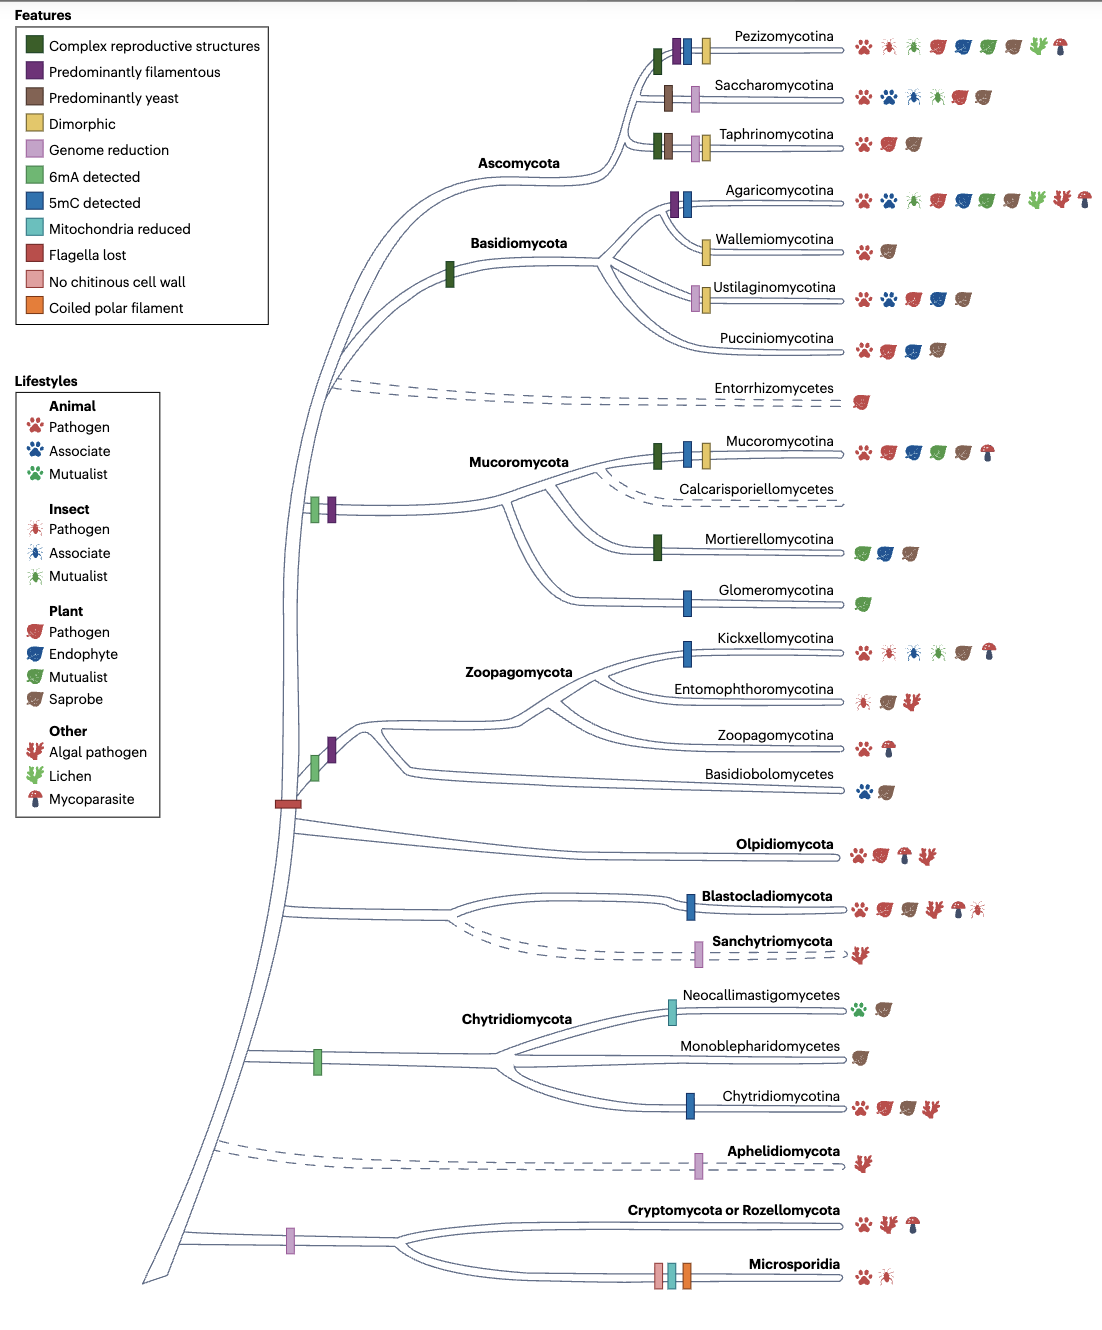 Features
Complex reproductive structures
Predominantly filamentous
Predominantly yeast
Dimorphic
Genome reduction
6mA detected
5mC detected
Mitochondria reduced
Flagella lost
No chitinous cell wall
Coiled polar filament
Lifestyles
Animal
Pathogen
Associate
Mutualist
Insect
Pathogen
Associate
Mutualist
Plant
Pathogen
Endophyte
Mutualist
Saprobe
Other
Algal pathogen
Lichen
Mycoparasite
Pezizomycotina
Saccharomycotina
Taphrinomycotina
Ascomycota
Agaricomycotina
Basidiomycota
Wallemiomycotina
Ustilaginomycotina
Pucciniomycotina
Entorrhizomycetes
Mucoromycotina
Mucoromycota
Calcarisporiellomycetes
Mortierellomycotina
Glomeromycotina
Kickxellomycotina
Zoopagomycota
Entomophthoromycotina
Zoopagomycotina
Basidiobolomycetes
Olpidiomycota
Blastocladiomycota
Sanchytriomycota
Neocallimastigomycetes
Chytridiomycota
Monoblepharidomycetes
Chytridiomycotina
Aphelidiomycota
Cryptomycota or Rozellomycota
Microsporidia